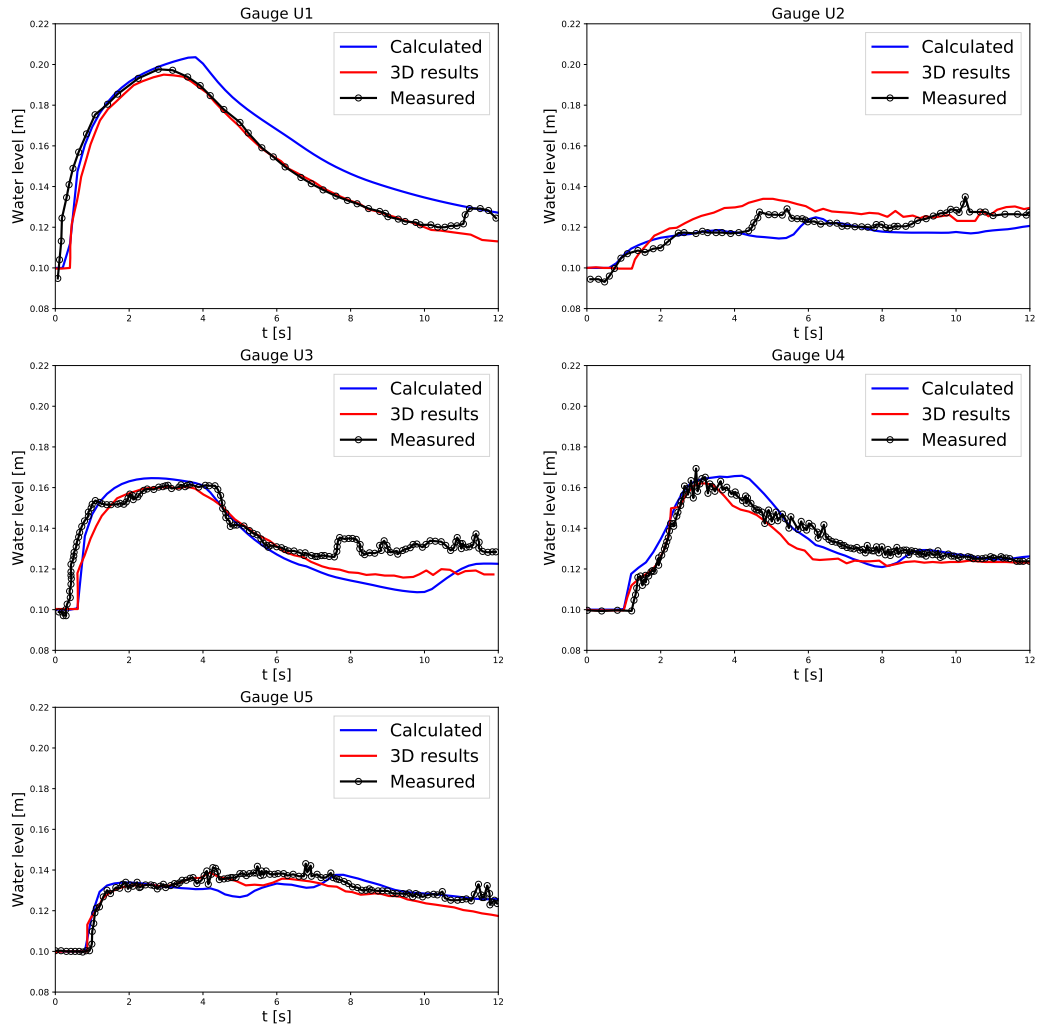 Gauge U1
Water level [m]
0.22
0.20
0.18
0.16
0.14
0.12
0.10
0.08
Calculated
3D results
Measured
0 2 4 6 8 10 12
t [s]
Gauge U2
Water level [m]
0.22
0.20
0.18
0.16
0.14
0.12
0.10
0.08
Calculated
3D results
Measured
0 2 4 6 8 10 12
t [s]
Gauge U3
Water level [m]
0.22
0.20
0.18
0.16
0.14
0.12
0.10
0.08
Calculated
3D results
Measured
0 2 4 6 8 10 12
t [s]
Gauge U4
Water level [m]
0.22
0.20
0.18
0.16
0.14
0.12
0.10
0.08
Calculated
3D results
Measured
0 2 4 6 8 10 12
t [s]
Gauge U5
Water level [m]
0.22
0.20
0.18
0.16
0.14
0.12
0.10
0.08
Calculated
3D results
Measured
0 2 4 6 8 10 12
t [s]